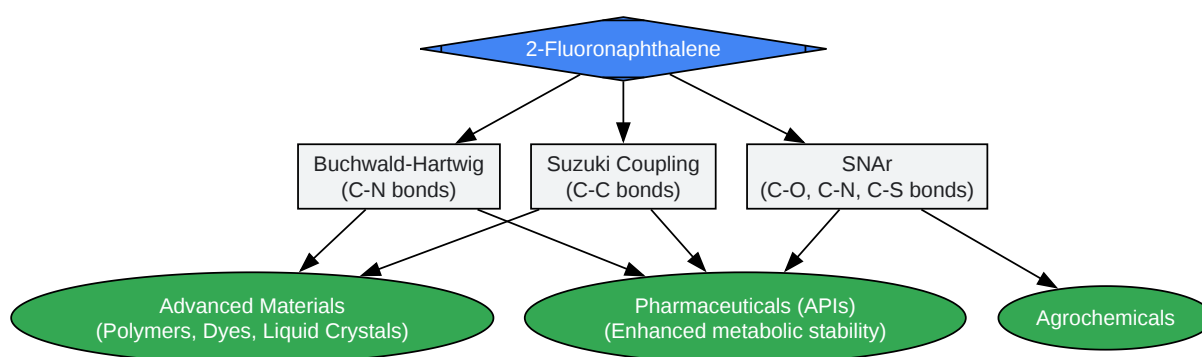 2-Fluoronaphthalene
Buchwald-Hartwig
(C-N bonds)
Suzuki Coupling
(C-C bonds)
SNAr
(C-O, C-N, C-S bonds)
Advanced Materials
(Polymers, Dyes, Liquid Crystals)
Pharmaceuticals (APIs)
(Enhanced metabolic stability)
Agrochemicals